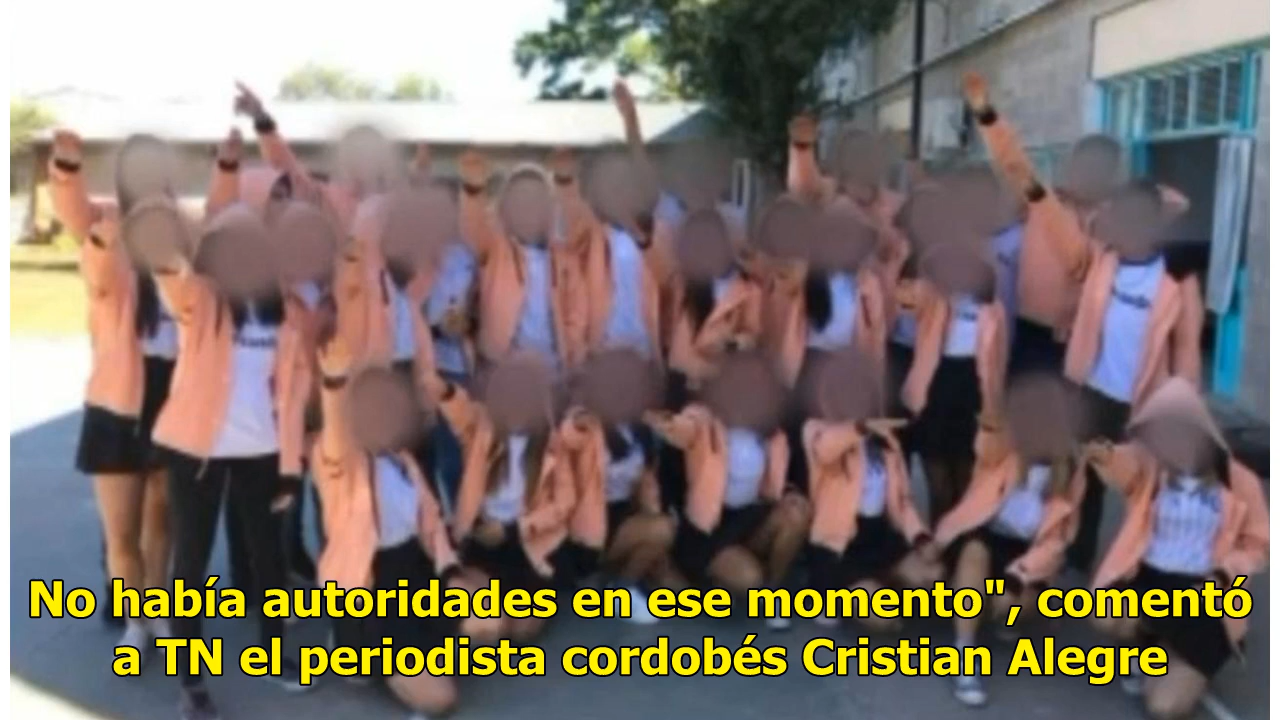 No había autoridades en ese momento", comentó
a TN el periodista cordobés Cristian Alegre